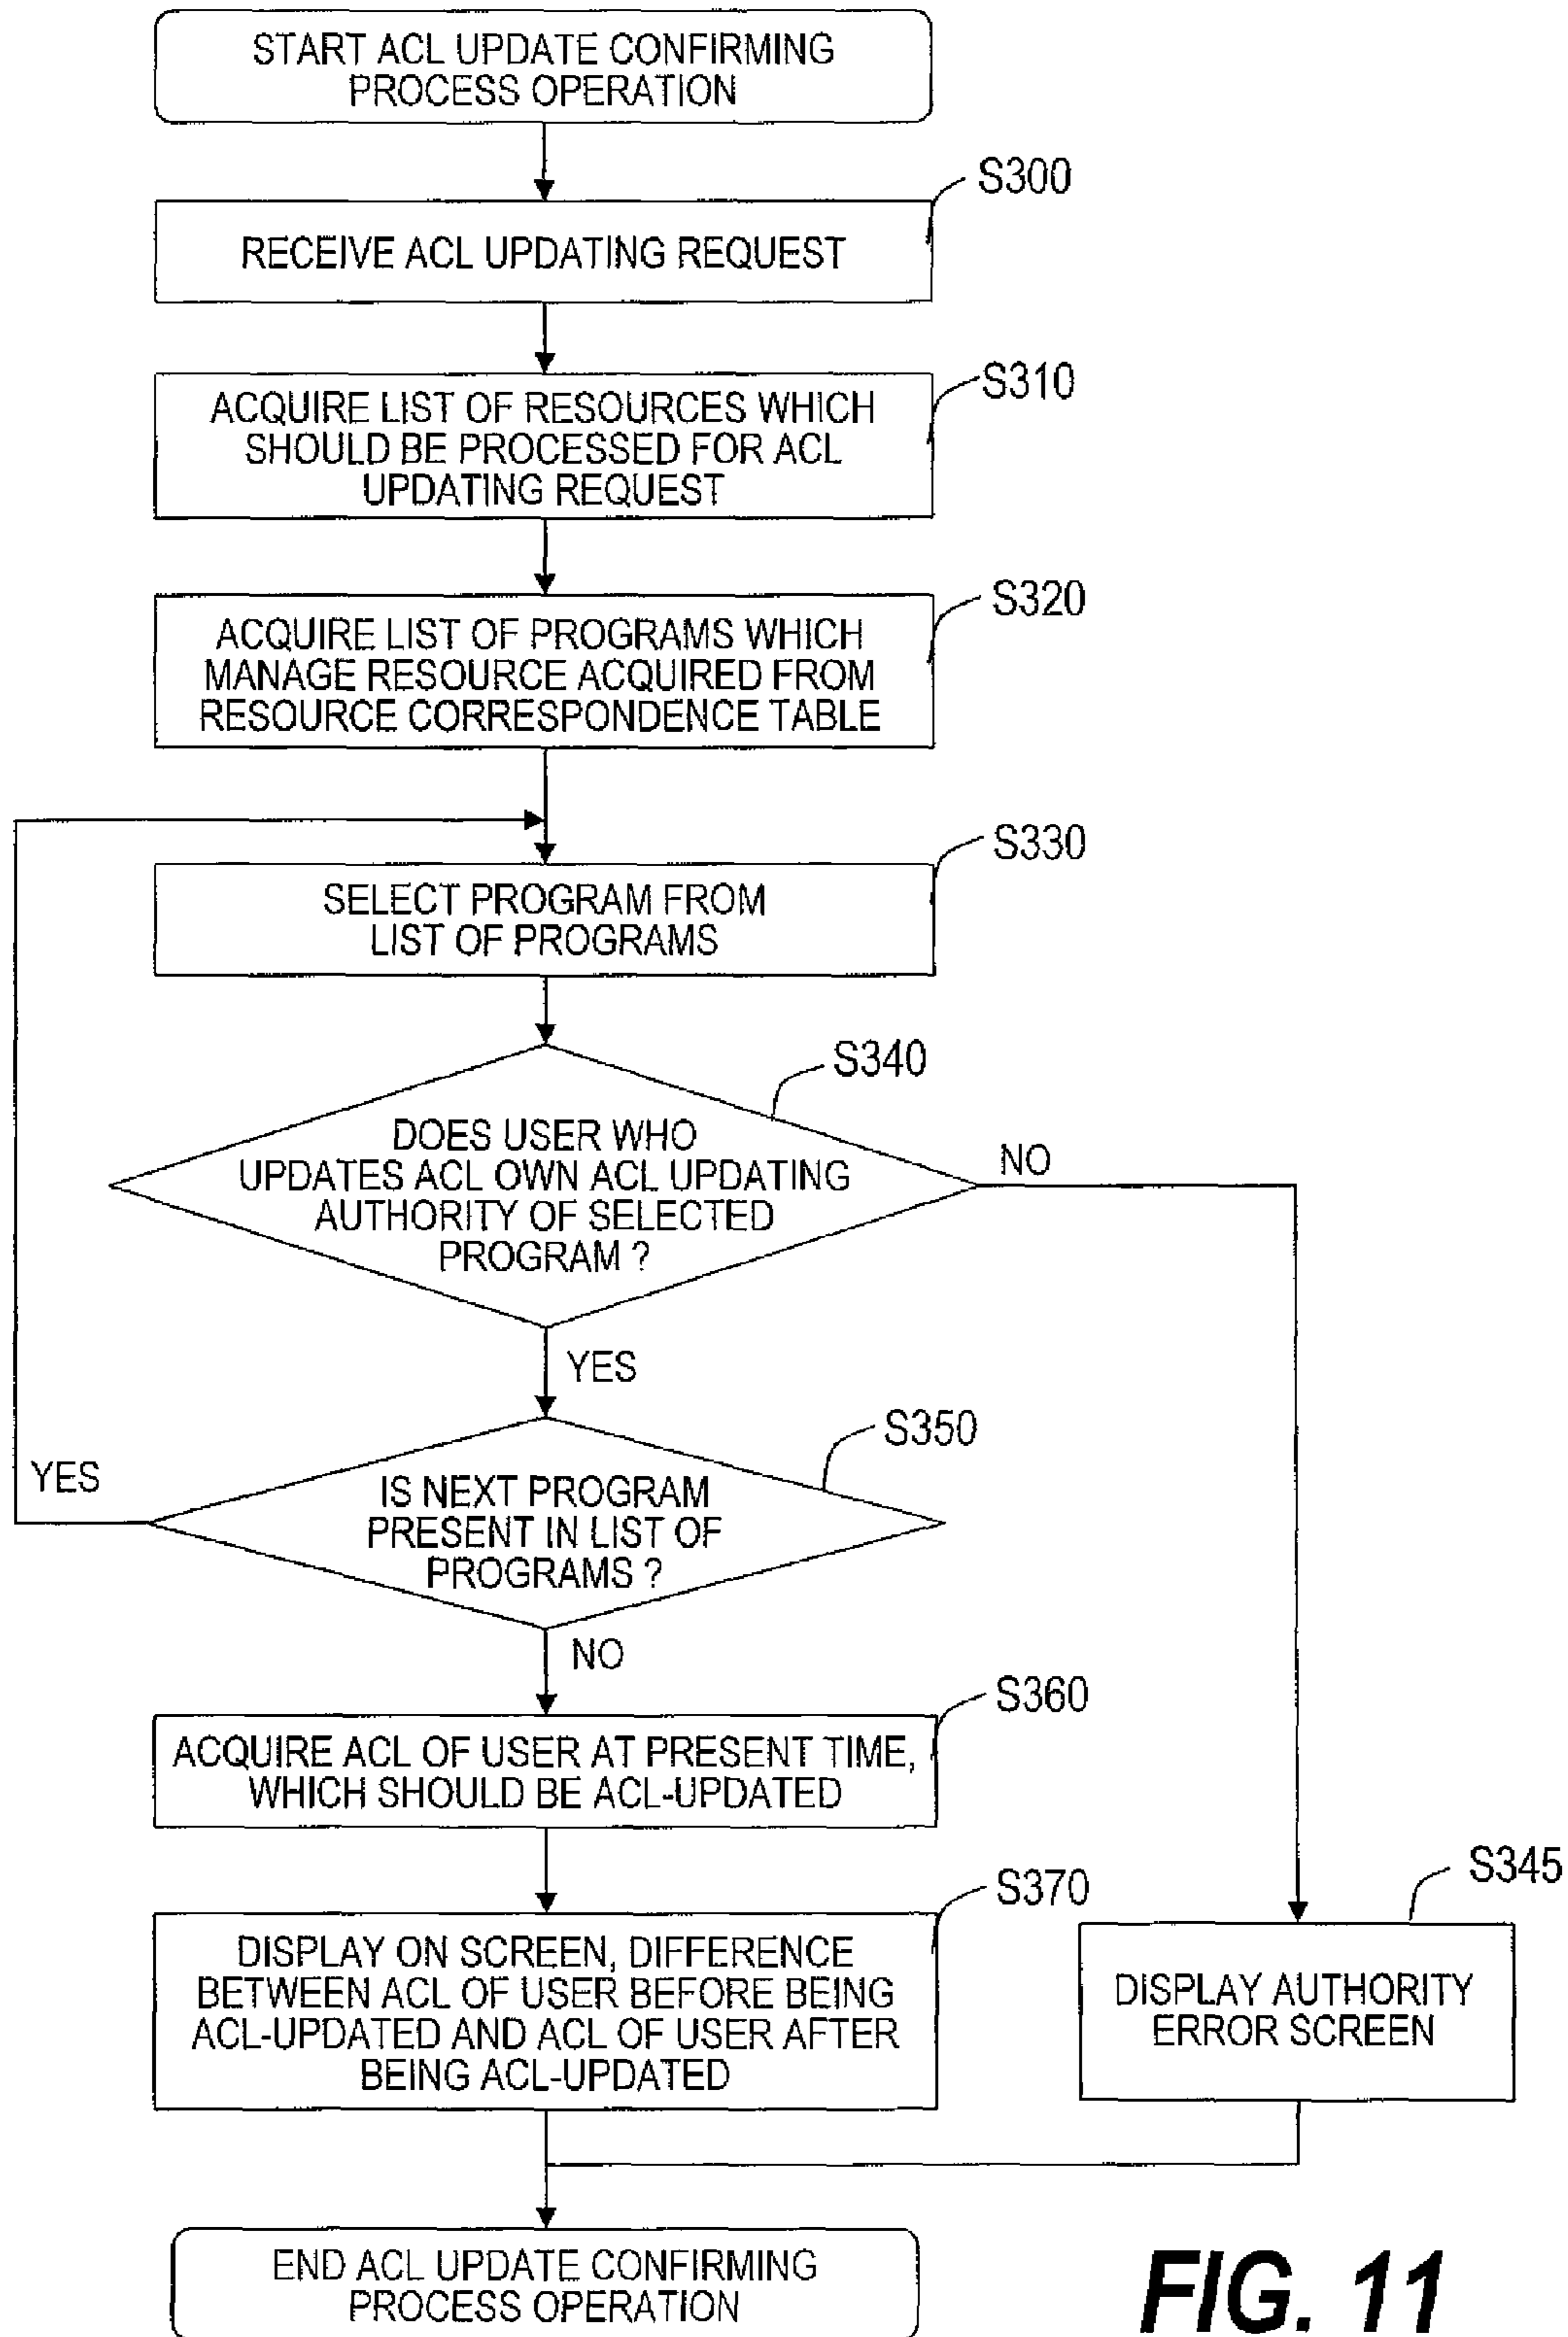 START ACL UPDATE CONFIRMING
PROCESS OPERATION
S300
RECEIVE ACL UPDATING REQUEST
S310
ACQUIRE LIST OF RESOURCES WHICH
SHOULD BE PROCESSED FOR ACL
UPDATING REQUEST
S320
ACQUIRE LIST OF PROGRAMS WHICH
MANAGE RESOURCE ACQUIRED FROM
RESOURCE CORRESPONDENCE TABLE
S330
SELECT PROGRAM FROM
LIST OF PROGRAMS
S340
DOES USER WHO
UPDATES ACL OWN ACL UPDATING
AUTHORITY OF SELECTED
PROGRAM ?
NO
YES
S350
YES
IS NEXT PROGRAM
PRESENT IN LIST OF
PROGRAMS ?
NO
S360
ACQUIRE ACL OF USER AT PRESENT TIME,
WHICH SHOULD BE ACL-UPDATED
S370
DISPLAY ON SCREEN, DIFFERENCE
BETWEEN ACL OF USER BEFORE BEING
ACL-UPDATED AND ACL OF USER AFTER
BEING ACL-UPDATED
S345
DISPLAY AUTHORITY
ERROR SCREEN
END ACL UPDATE CONFIRMING
PROCESS OPERATION
FIG. 11